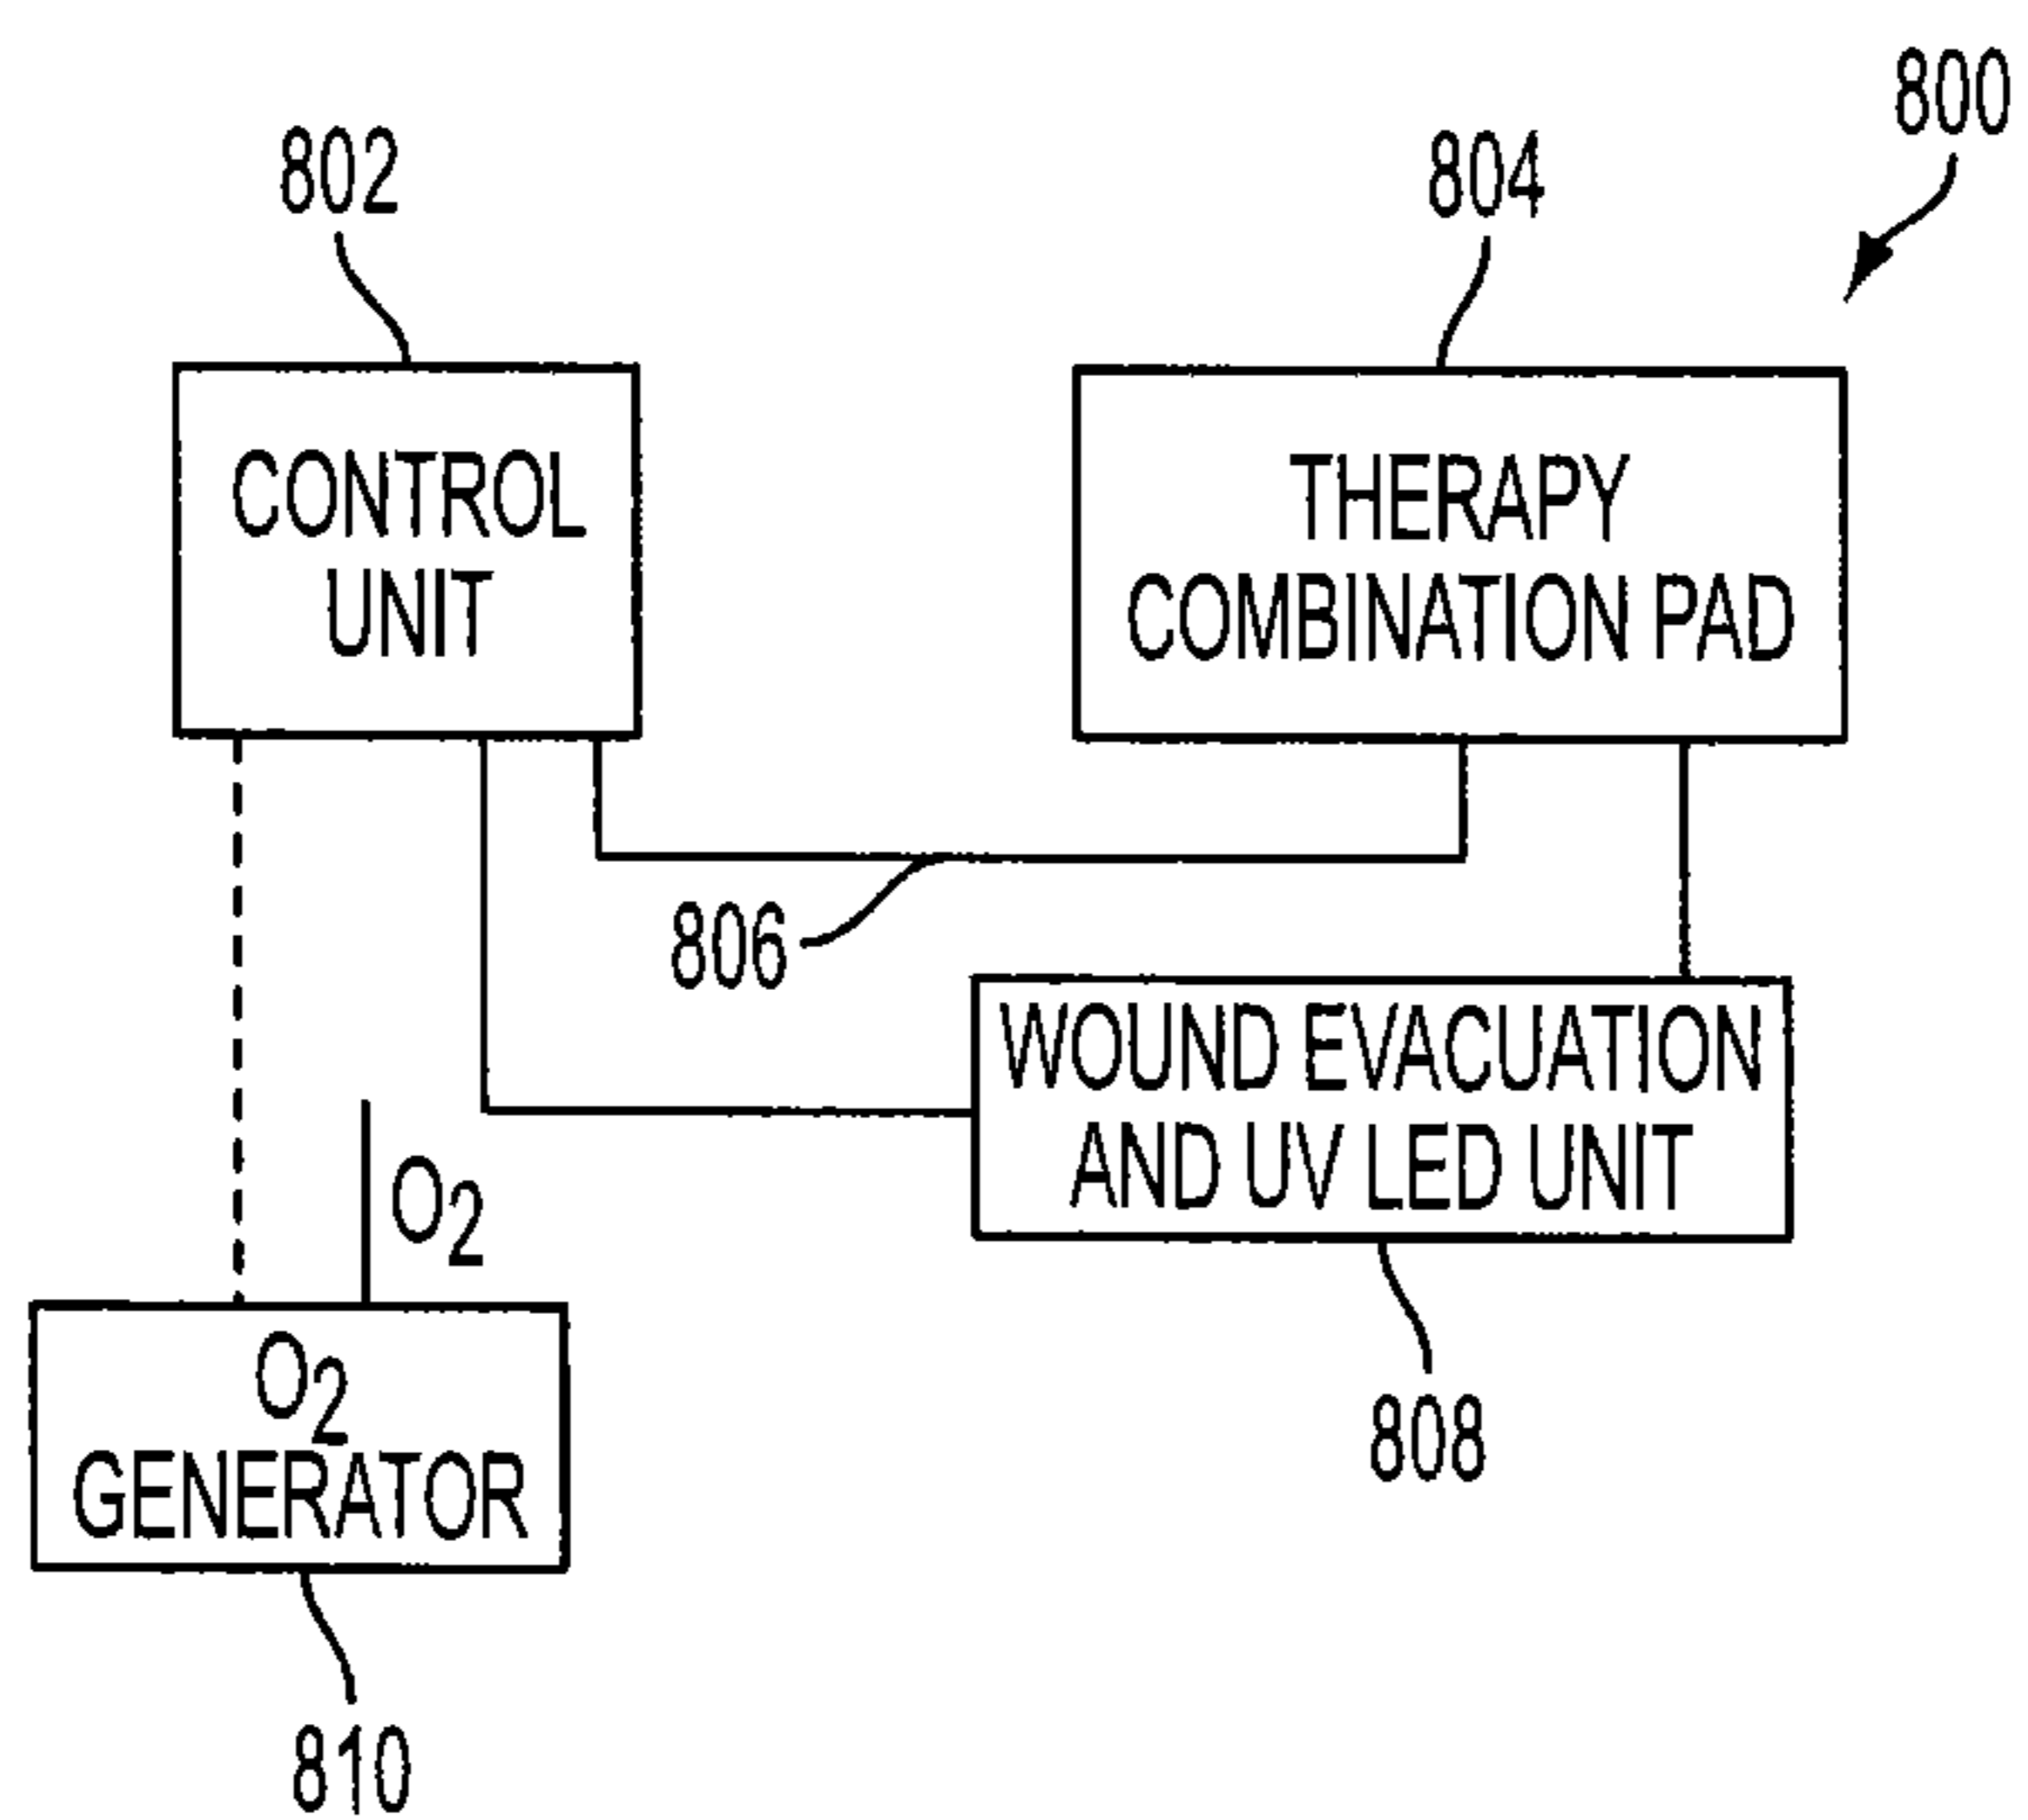 800
802
804
CONTROL
UNIT
THERAPY
COMBINATION PAD
806
WOUND EVACUATION
AND UV LED UNIT
O2
O2
GENERATOR
808
810